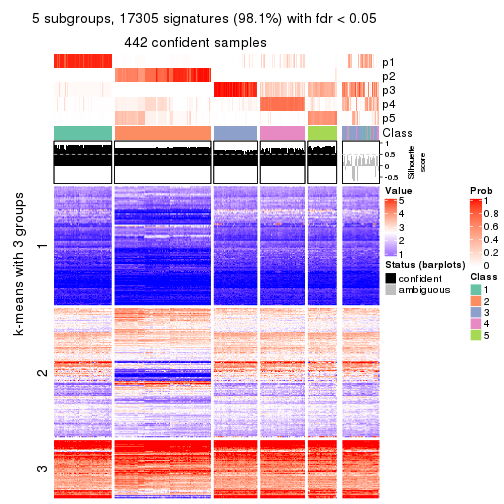 5 subgroups, 17305 signatures (98.1%) with fdr < 0.05
442 confident samples
p1
p2
p3
p4
p5
Class
1
0.5
0
-0.5
Silhouette
score
k-means with 3 groups
1
2
3
Value
5
4
3
2
1
Status (barplots)
confident
ambiguous
Prob
1
0.8
0.6
0.4
0.2
0
Class
1
2
3
4
5